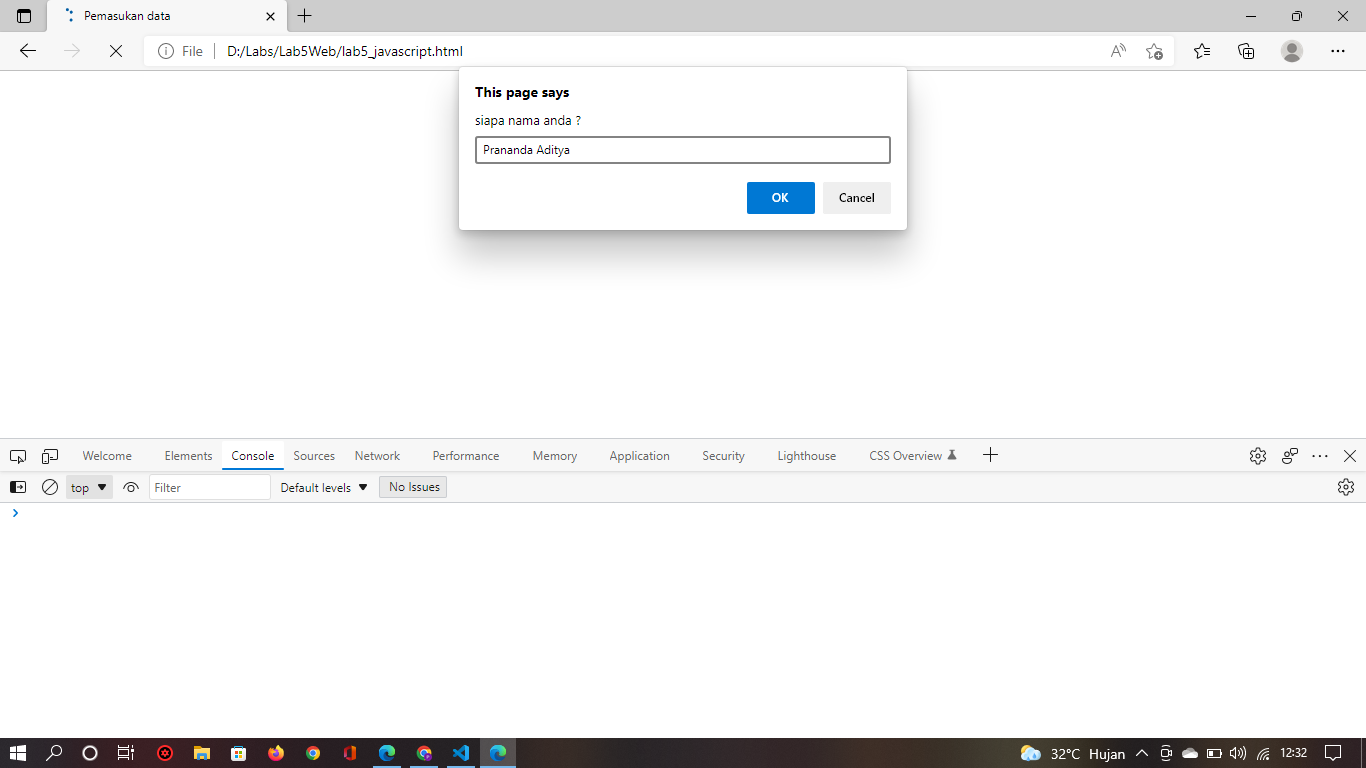 Pemasukan data
File D:/Labs/Lab5Web/lab5_javascript.html
This page says
siapa nama anda ?
Prananda Aditya
OK Cancel
Welcome Elements Console Sources Network Performance Memory Application Security Lighthouse CSS Overview
top Filter Default levels No Issues
32°C Hujan 12:32